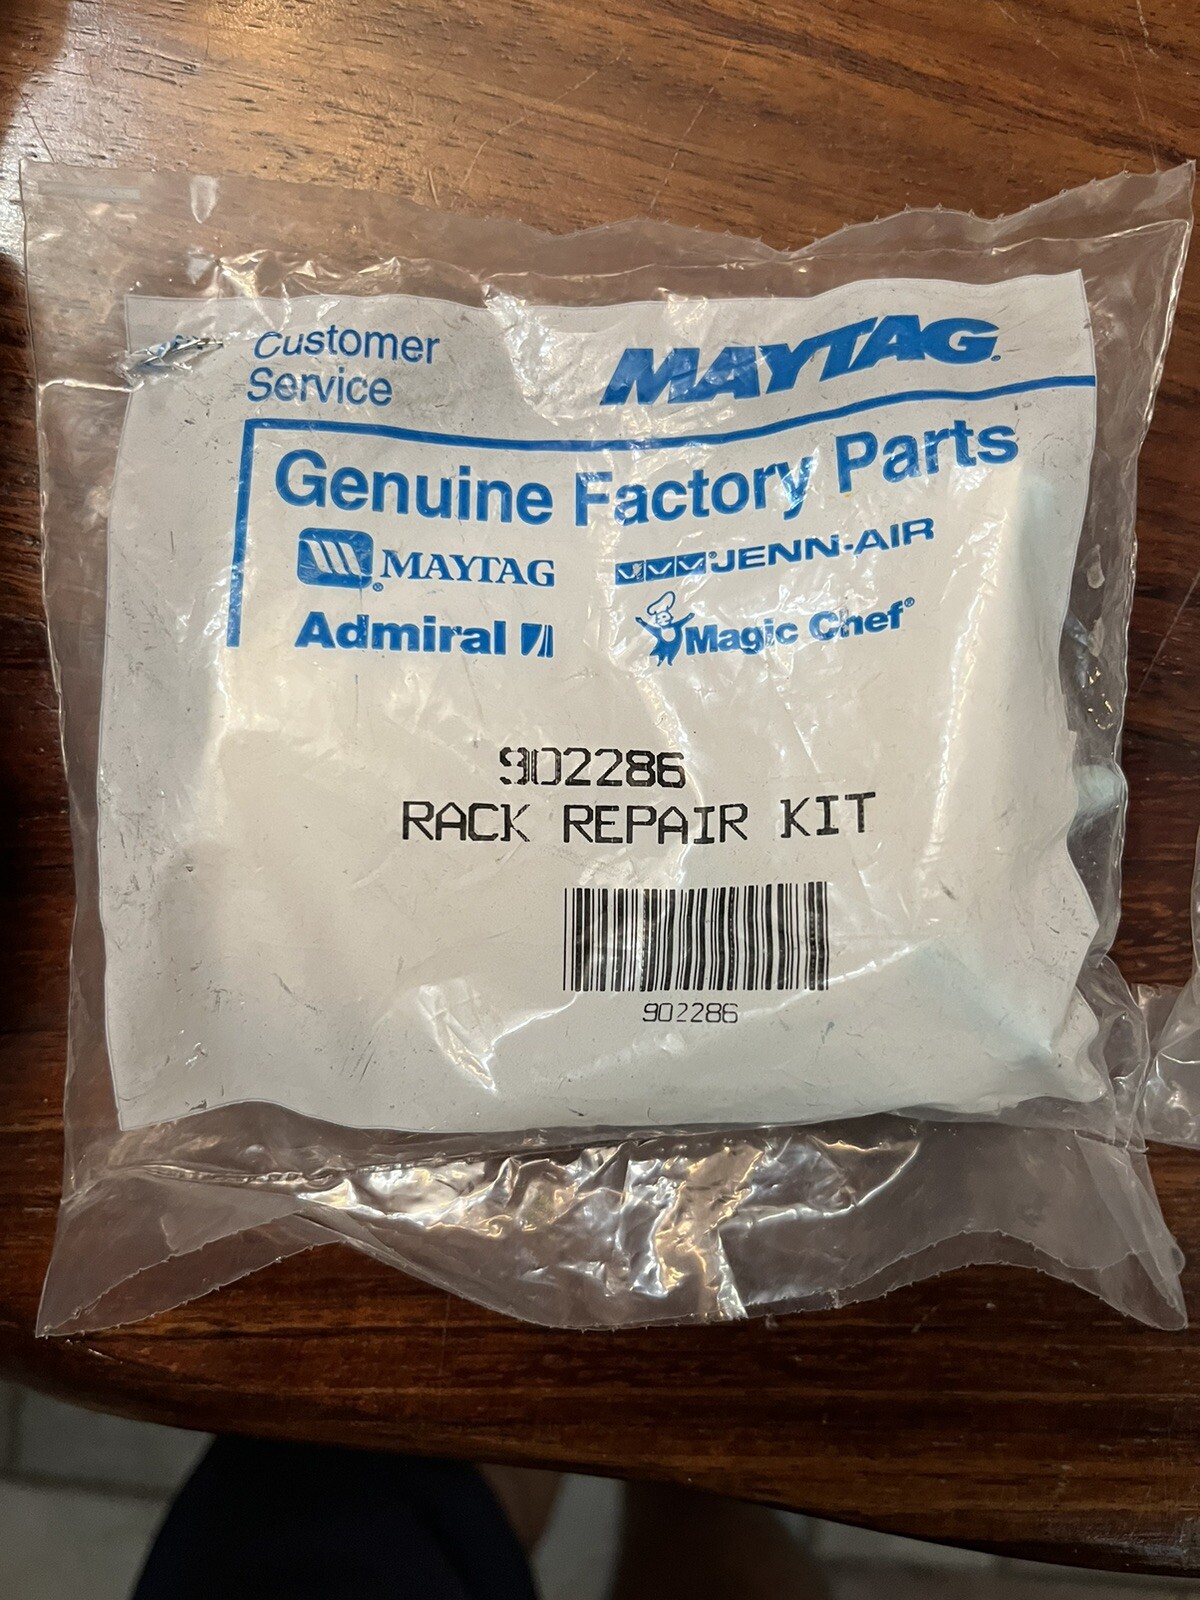 Customer
Service
MAYTAG.
Genuine Factory Parts
MAYTAG
®
®JENN-AIR
Admiral
Magic Chef®
902286
RACK REPAIR KIT
902286